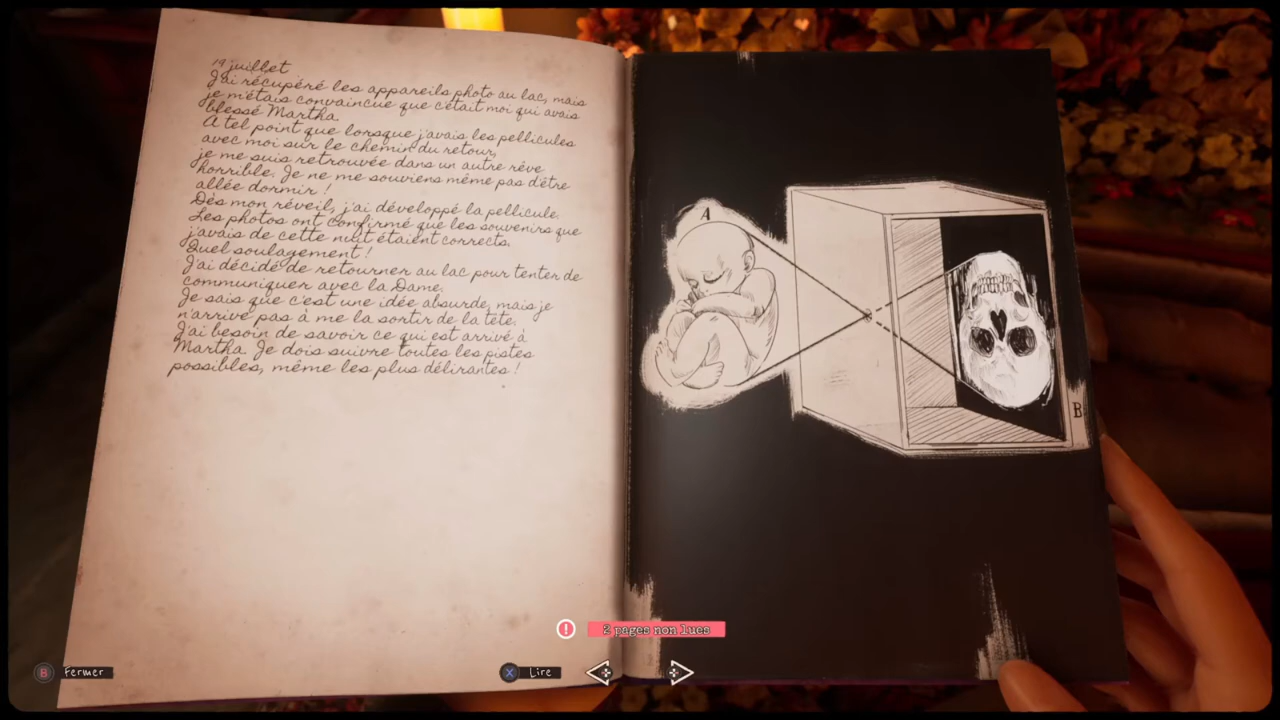 19 juillet
J'ai récupéré les appareils photo au lac, mais
je m'étais convaincue que c'était moi qui avais
blessé Martha.
A tel point que lorsque j'avais les pellicules
avec moi sur le chemin du retour,
je me suis retrouvée dans un autre rêve
horrible. Je ne me souviens même pas d'être
allée dormir !
Dès mon réveil, j'ai développé la pellicule.
Les photos ont confirmé que les souvenirs que
j'avais de cette nuit étaient corrects.
Quel soulagement !
J'ai décidé de retourner au lac pour tenter de
communiquer avec la Dame.
Je sais que c'est une idée absurde, mais je
n'arrive pas à me la sortir de la tête.
J'ai besoin de savoir ce qui est arrivé à
Martha. Je dois suivre toutes les pistes
possibles, même les plus délirantes !
A
B
! 2 pages non lues
B Fermer
X Lire